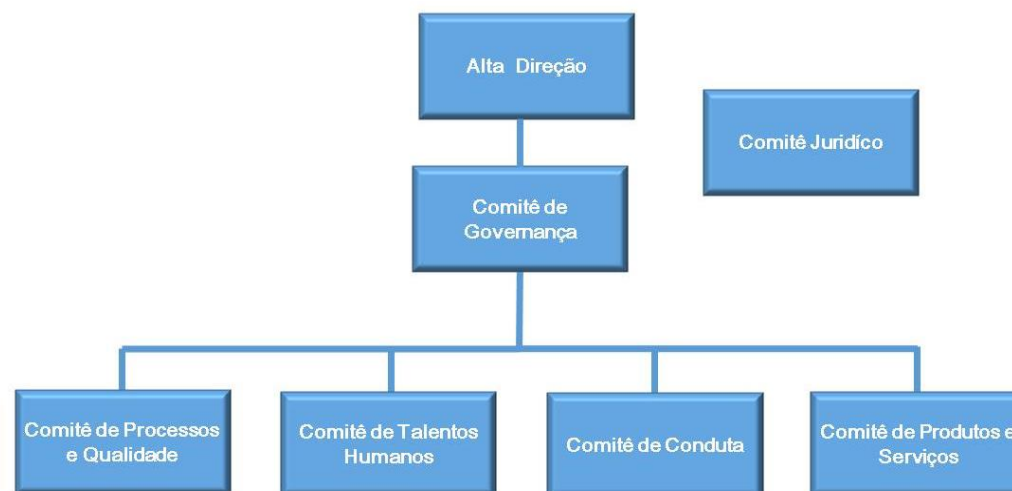 Alta Direção
Comitê Juridíco
Comitê de
Governança
Comitê de Processos
e Qualidade
Comitê de Talentos
Humanos
Comitê de Conduta
Comitê de Produtos e
Serviços